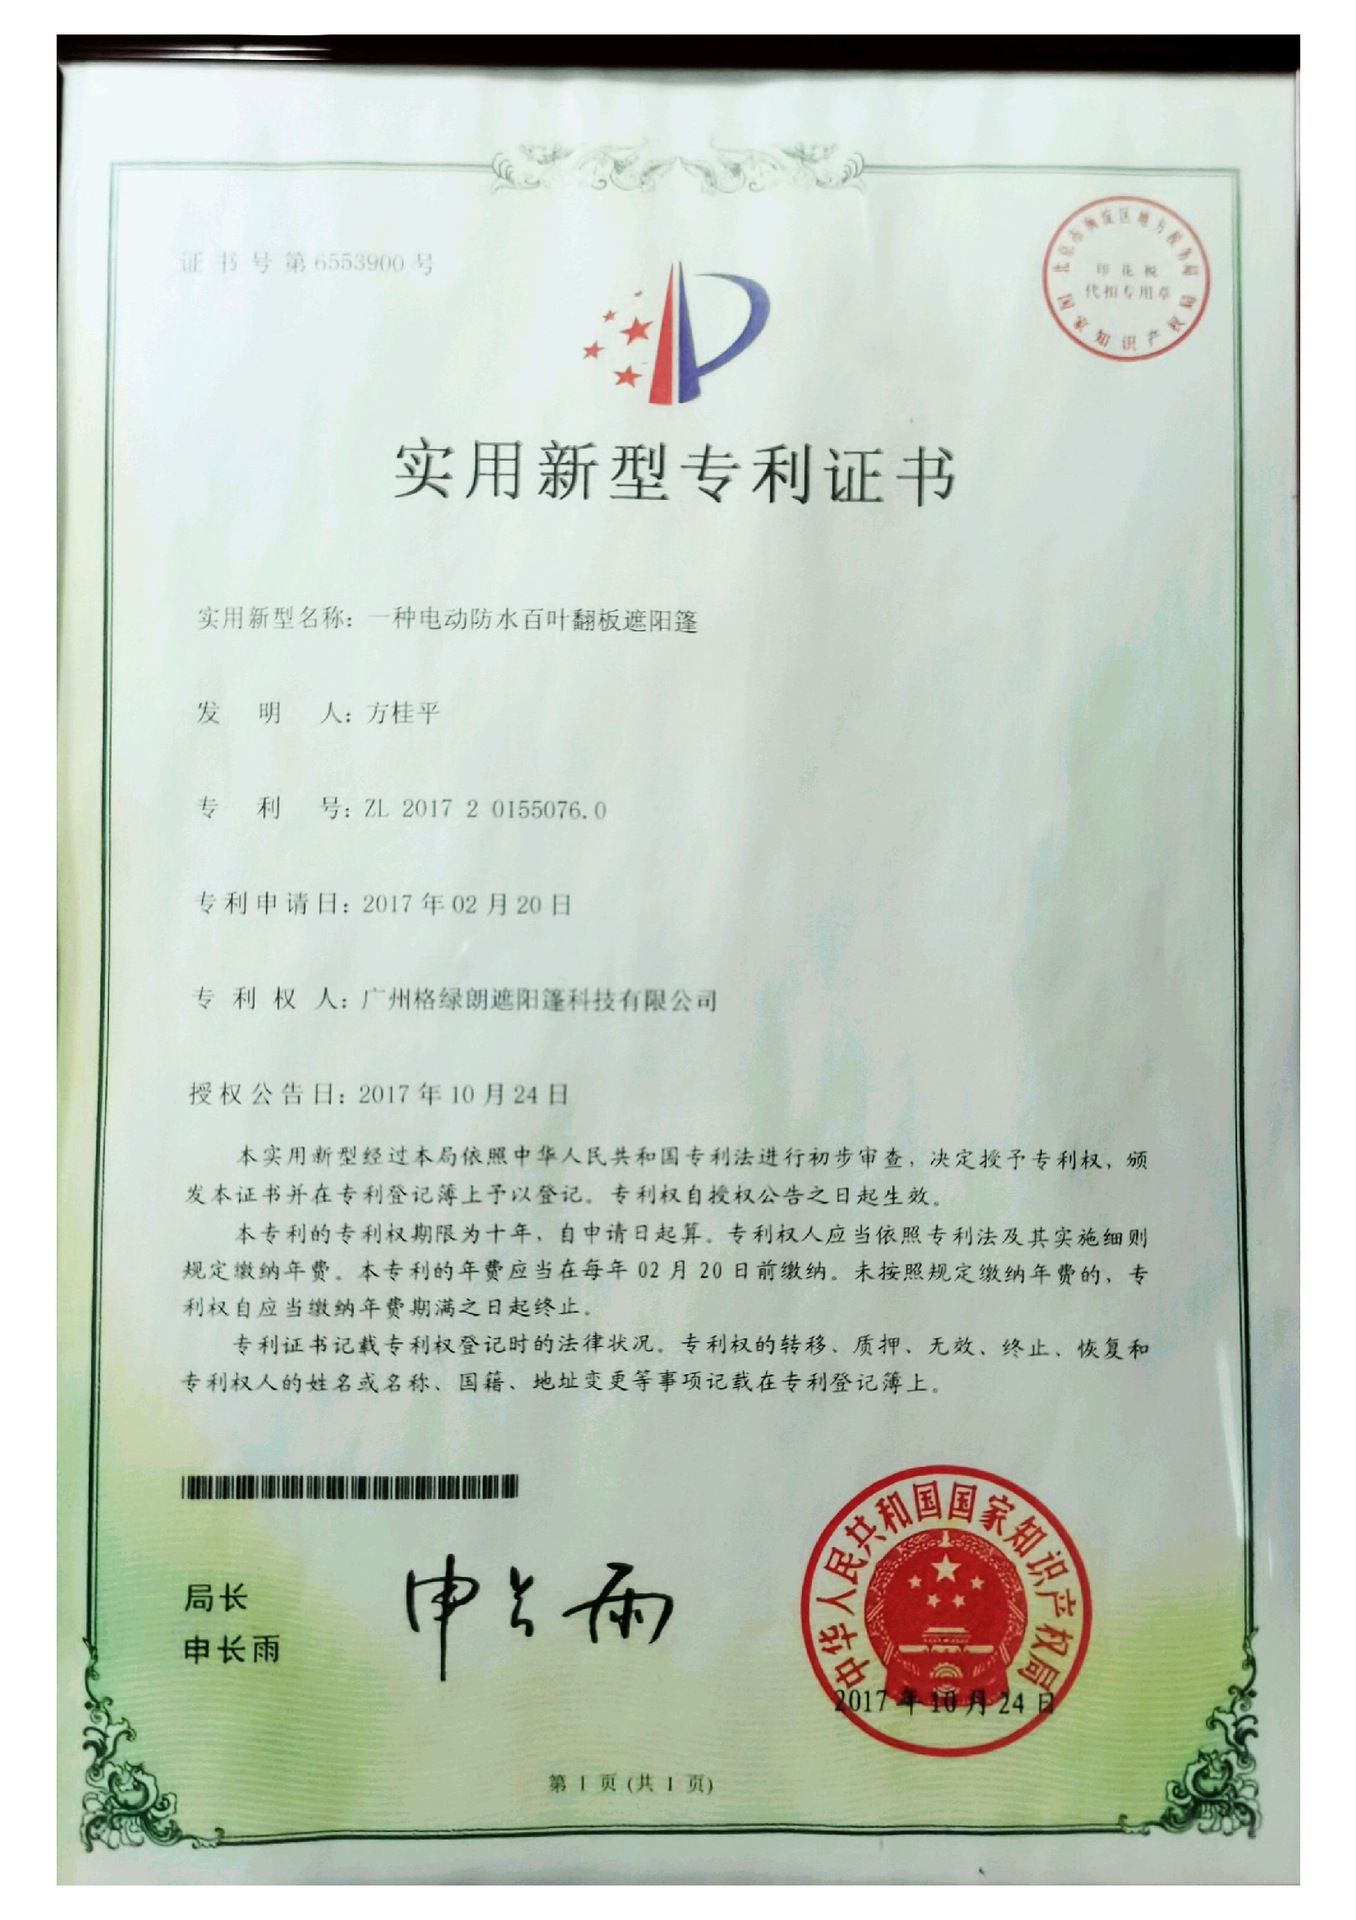 证书号第6553900号
北京市海淀区地方税务局
印花税
代扣专用章
国家知识产权局
实用新型专利证书
实用新型名称：一种电动防水百叶翻板遮阳篷
发明人：方桂平
专利号：ZL 2017 2 0155076.0
专利申请日：2017年02月20日
专利权人：广州格绿朗遮阳篷科技有限公司
授权公告日：2017年10月24日
本实用新型经过本局依照中华人民共和国专利法进行初步审查，决定授予专利权，颁
发本证书并在专利登记簿上予以登记。专利权自授权公告之日起生效。
本专利的专利权期限为十年，自申请日起算。专利权人应当依照专利法及其实施细则
规定缴纳年费。本专利的年费应当在每年02月20日前缴纳。未按照规定缴纳年费的，专
利权自应当缴纳年费期满之日起终止。
专利证书记载专利权登记时的法律状况。专利权的转移、质押、无效、终止、恢复和
专利权人的姓名或名称、国籍、地址变更等事项记载在专利登记簿上。
局长
申长雨
申长雨
中华人民共和国国家知识产权局
2017年10月24日
第1页(共1页)